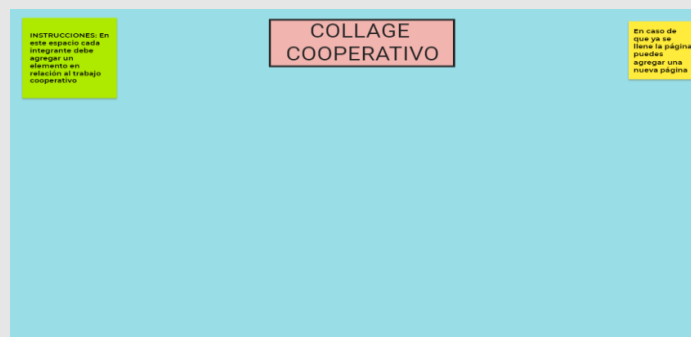 INSTRUCCIONES: En
este espacio cada
integrante debe
agregar un
elemento en
relación al trabajo
cooperativo
COLLAGE
COOPERATIVO
En caso de
que ya se
llene la página
puedes
agregar una
nueva página